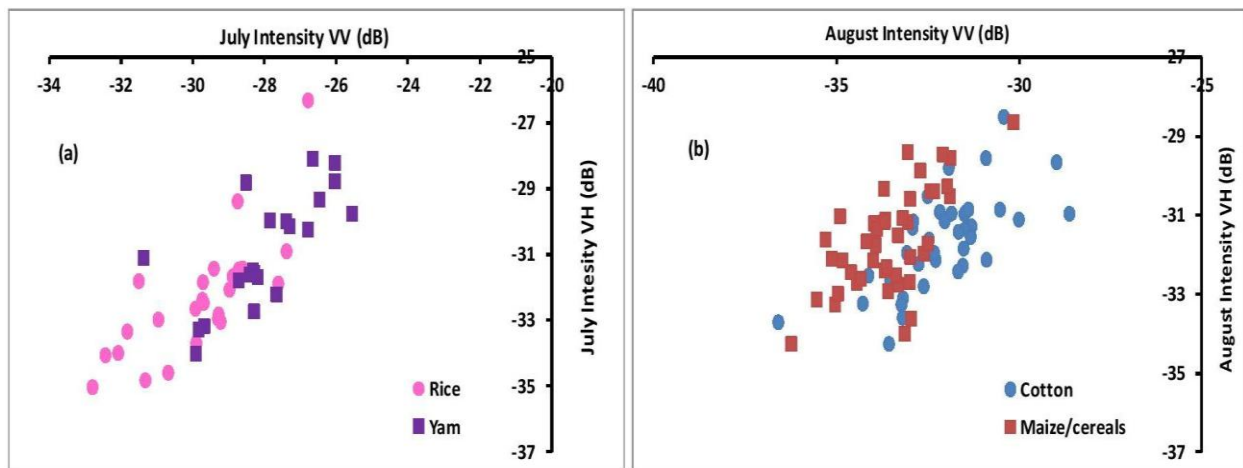 July Intensity VV (dB)
-34 -32 -30 -28 -26 -24 -22 -20
25
-27
-29
-31
-33
-35
-37
July Intesity VH (dB)
(a)
Rice
Yam
August Intensity VV (dB)
-40 -35 -30 -25
27
-29
-31
-33
-35
-37
August Intensity VH (dB)
(b)
Cotton
Maize/cereals